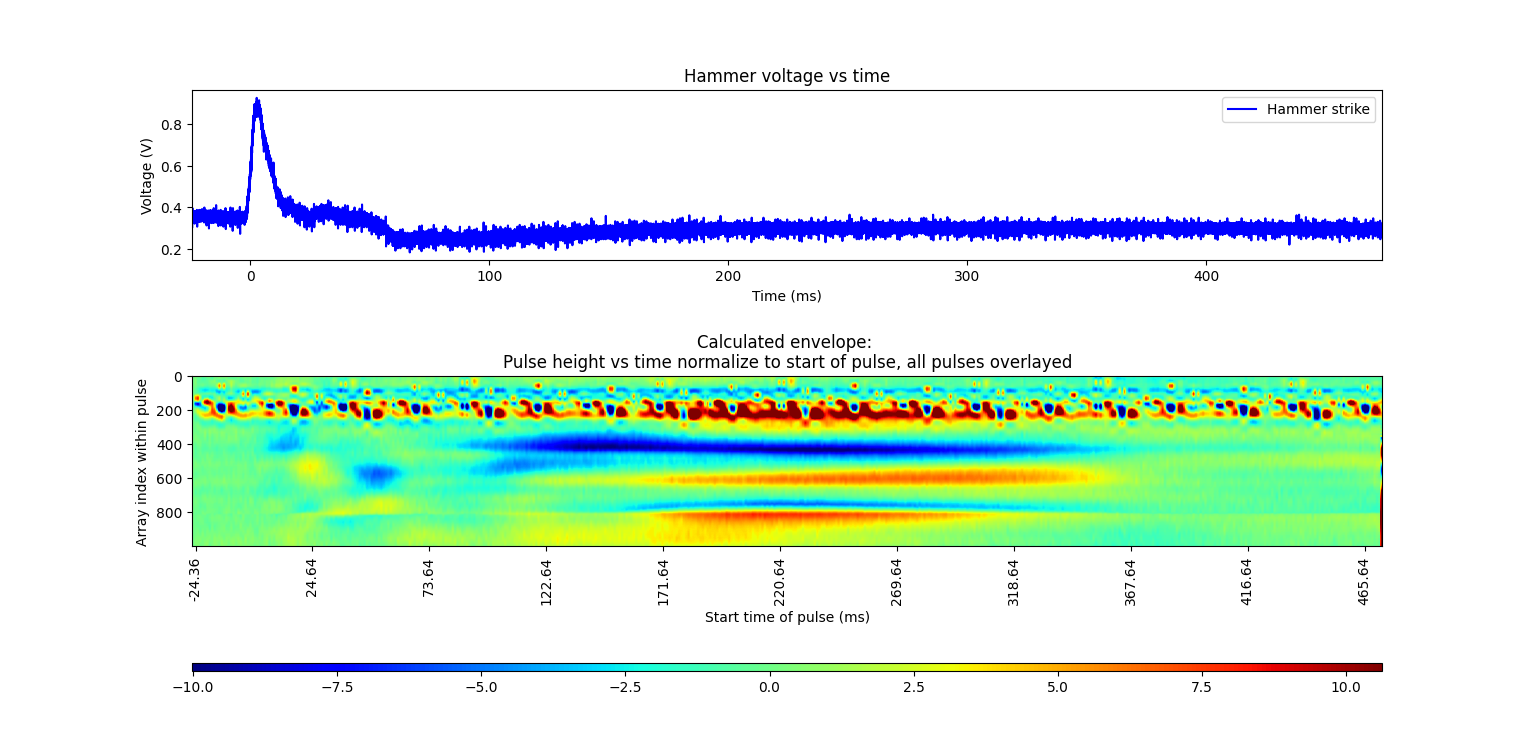 Hammer voltage vs time
Hammer strike
Voltage (V)
0.8
0.6
0.4
0.2
0 100 200 300 400
Time (ms)
Calculated envelope:
Pulse height vs time normalize to start of pulse, all pulses overlayed
Array index within pulse
0
200
400
600
800
-24.36 24.64 73.64 122.64 171.64 220.64 269.64 318.64 367.64 416.64 465.64
Start time of pulse (ms)
−10.0 −7.5 −5.0 −2.5 0.0 2.5 5.0 7.5 10.0